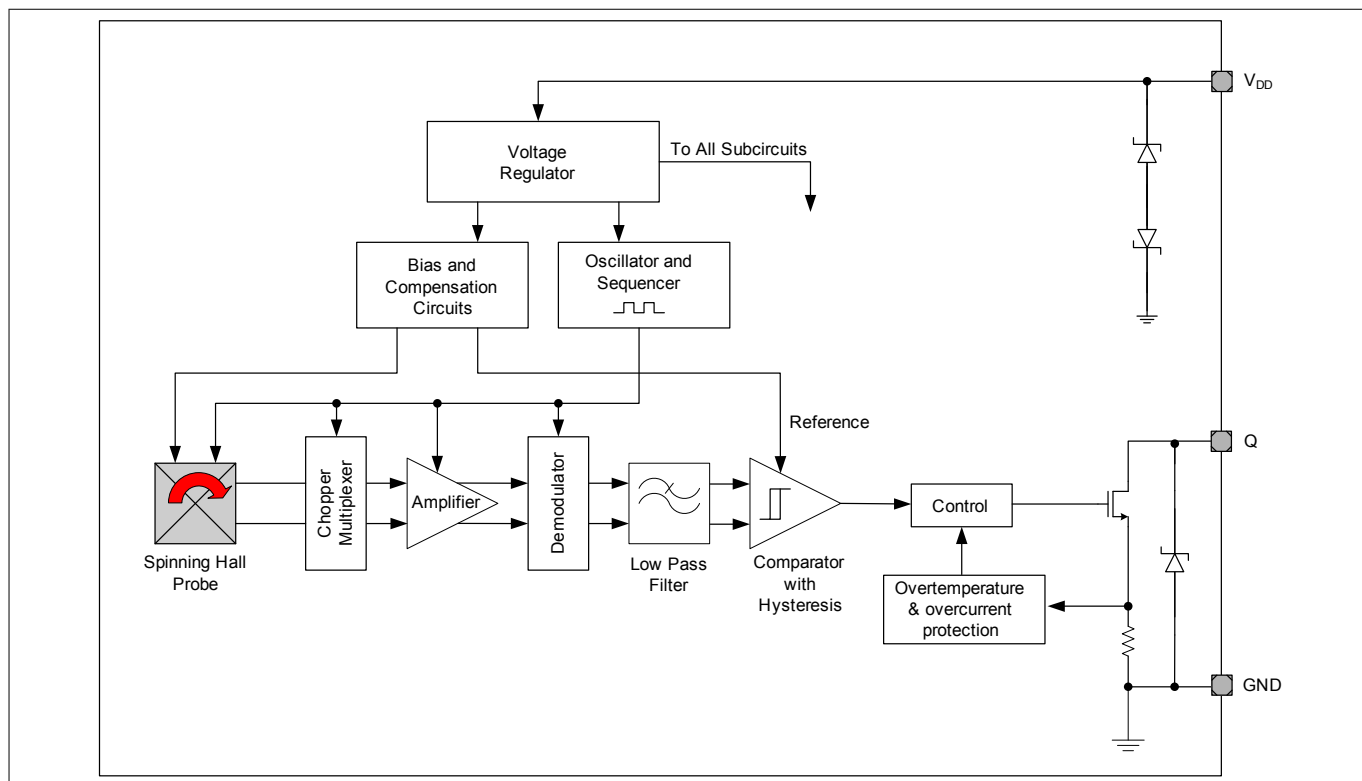 VDD
Voltage
Regulator
To All Subcircuits
Bias and
Compensation
Circuits
Oscillator and
Sequencer
Reference
Q
Spinning Hall
Probe
Chopper
Multiplexer
Amplifier
Demodulator
Low Pass
Filter
Comparator
with
Hysteresis
Control
Overtemperature
& overcurrent
protection
GND